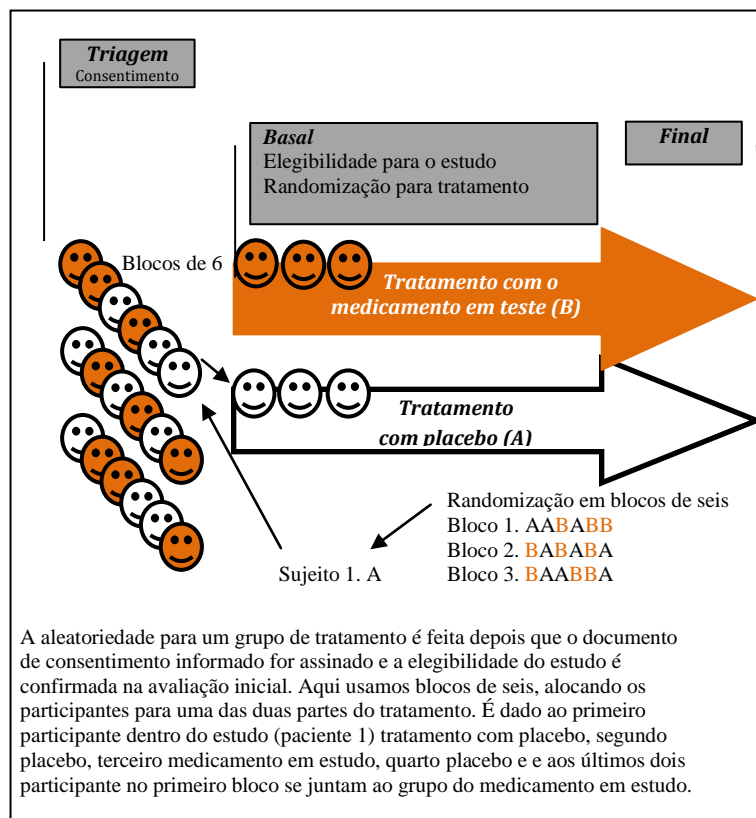 Triagem
Consentimento
Basal
Elegibilidade para o estudo
Randomização para tratamento
Final
Blocos de 6
Tratamento com o
medicamento em teste (B)
Tratamento
com placebo (A)
Randomização em blocos de seis
Bloco 1. AABABB
Bloco 2. BABABA
Bloco 3. BAABBA
Sujeito 1. A
A aleatoriedade para um grupo de tratamento é feita depois que o documento
de consentimento informado for assinado e a elegibilidade do estudo é
confirmada na avaliação inicial. Aqui usamos blocos de seis, alocando os
participantes para uma das duas partes do tratamento. É dado ao primeiro
participante dentro do estudo (paciente 1) tratamento com placebo, segundo
placebo, terceiro medicamento em estudo, quarto placebo e e aos últimos dois
participante no primeiro bloco se juntam ao grupo do medicamento em estudo.